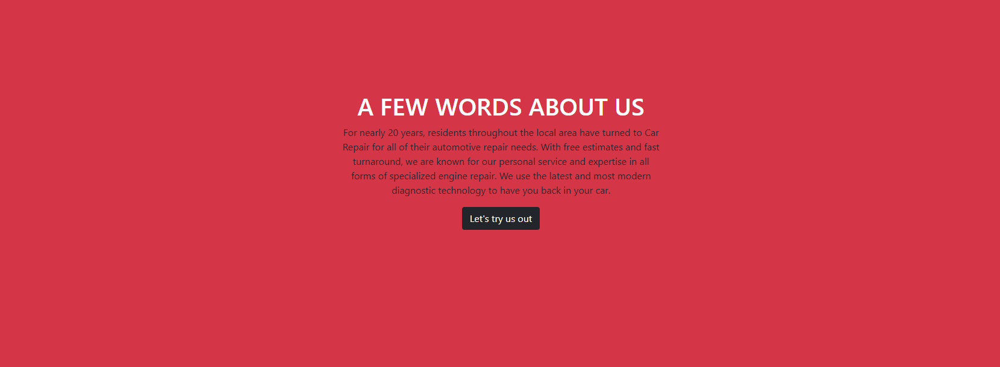 A FEW WORDS ABOUT US
For nearly 20 years, residents throughout the local area have turned to Car
Repair for all of their automotive repair needs. With free estimates and fast
turnaround, we are known for our personal service and expertise in all
forms of specialized engine repair. We use the latest and most modern
diagnostic technology to have you back in your car.
Let's try us out